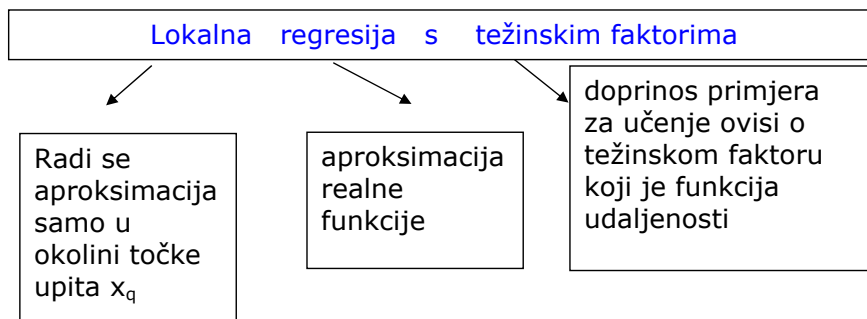 Lokalna regresija s težinskim faktorima
Radi se
aproksimacija
samo u
okolini točke
upita x_q
aproksimacija
realne
funkcije
doprinos primjera
za učenje ovisi o
težinskom faktoru
koji je funkcija
udaljenosti